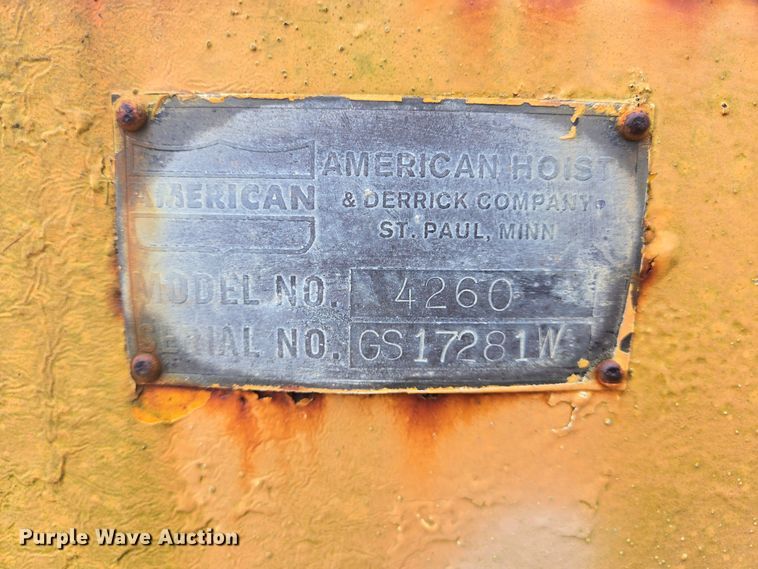 AMERICAN
AMERICAN HOIST
& DERRICK COMPANY
ST. PAUL, MINN
MODEL NO. 4260
SERIAL NO. GS17281W
Purple Wave Auction